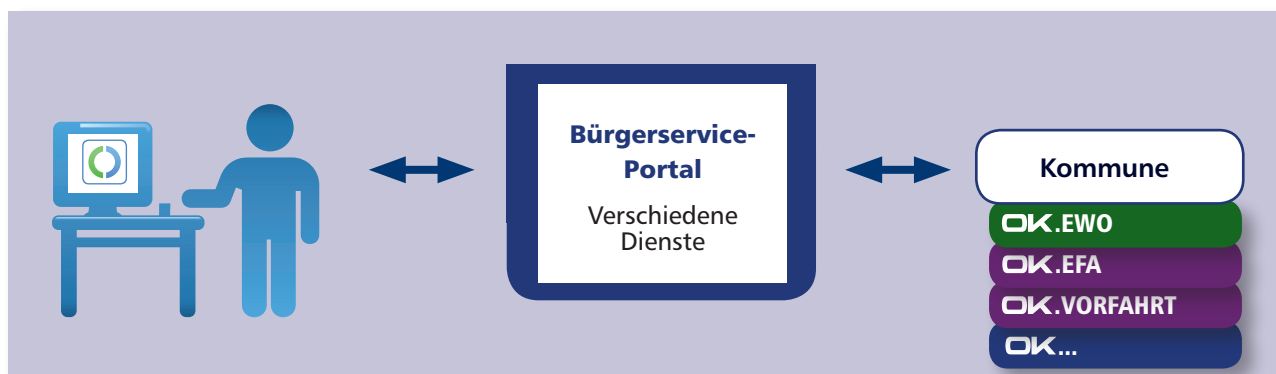 Bürgerservice-
Portal
Verschiedene
Dienste
Kommune
OK.EWO
OK.EFA
OK.VORFAHRT
OK...